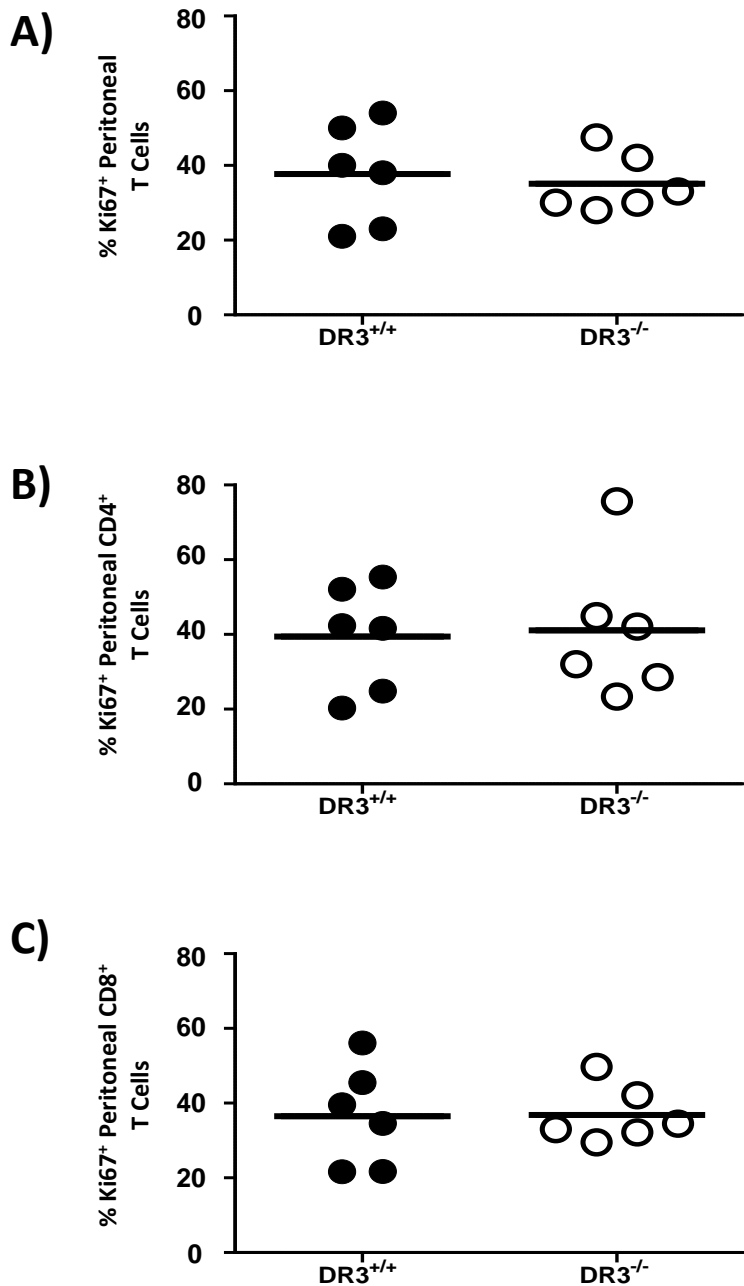 A)
% Ki67⁺ Peritoneal
T Cells
80
60
40
20
0
DR3⁺/⁺
DR3⁻/⁻
B)
% Ki67⁺ Peritoneal CD4⁺
T Cells
80
60
40
20
0
DR3⁺/⁺
DR3⁻/⁻
C)
% Ki67⁺ Peritoneal CD8⁺
T Cells
80
60
40
20
0
DR3⁺/⁺
DR3⁻/⁻